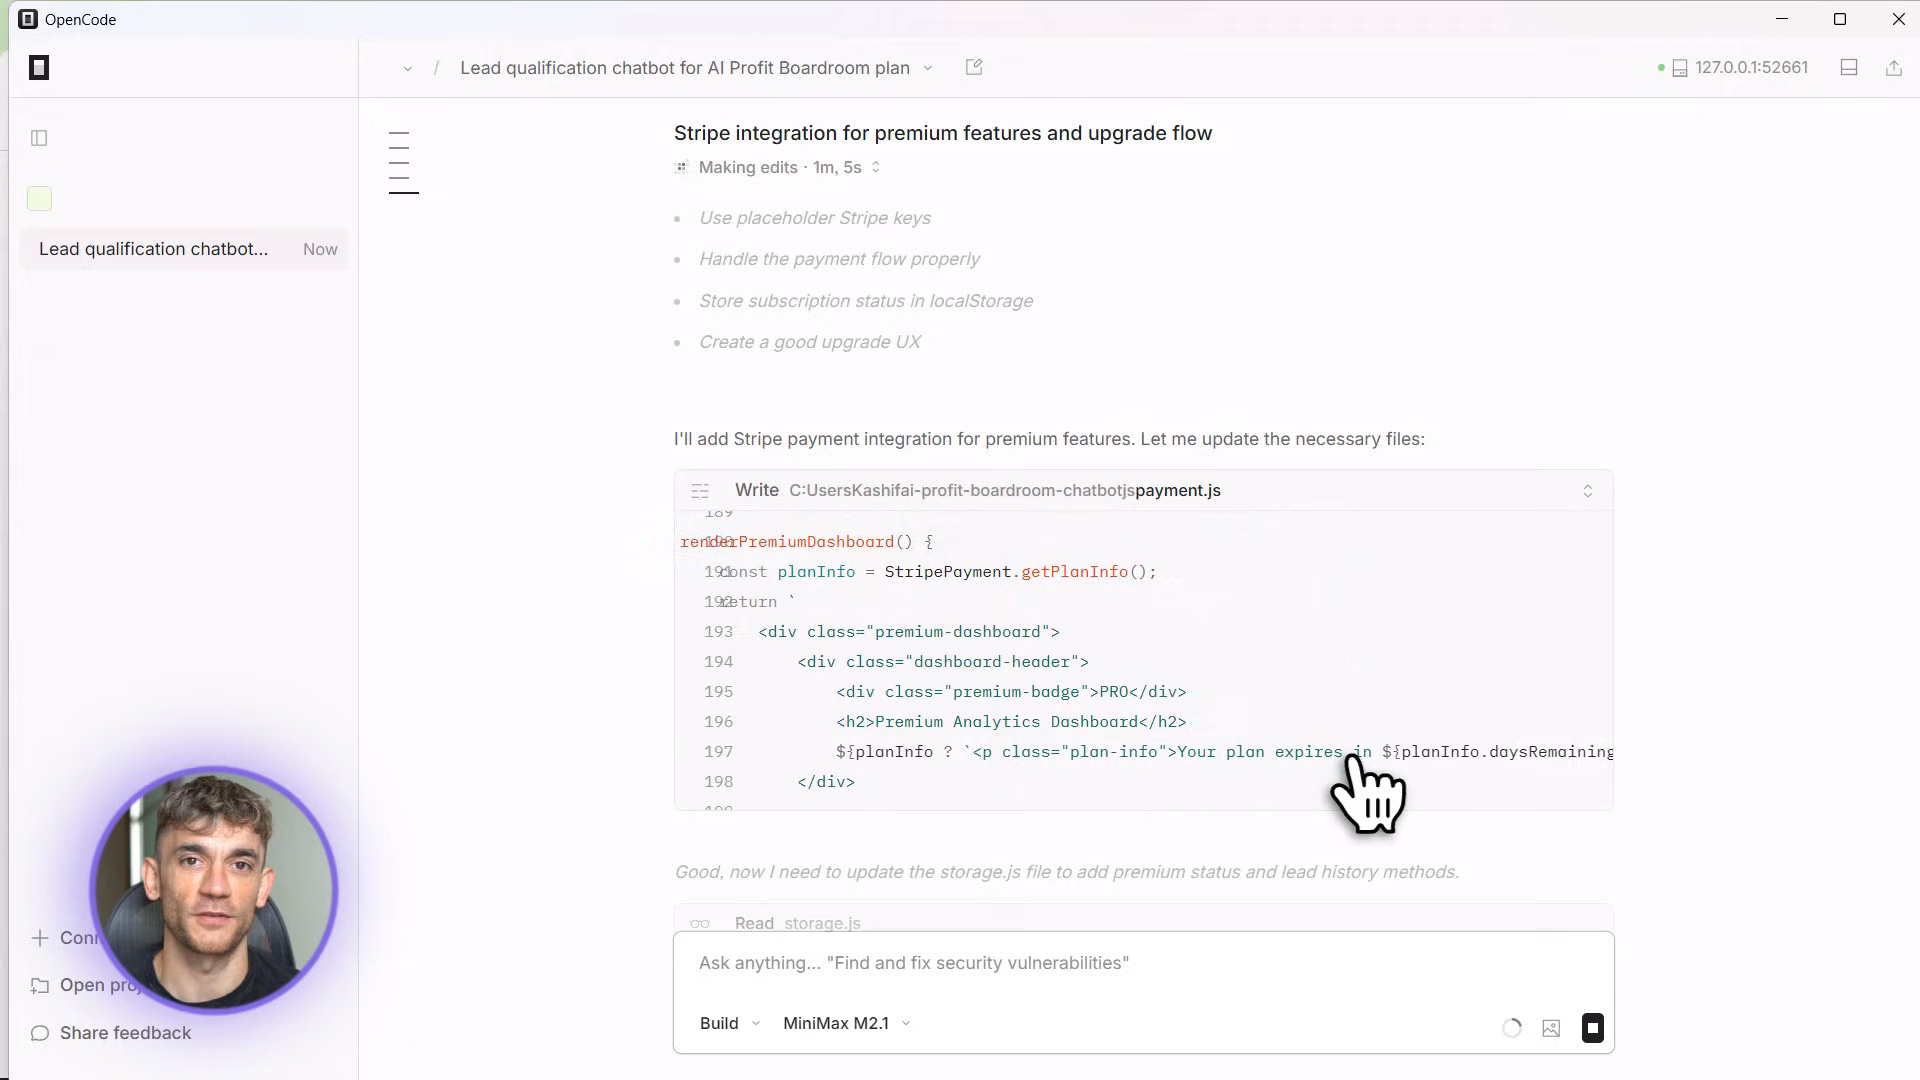 OpenCode
/ Lead qualification chatbot for AI Profit Boardroom plan
127.0.0.1:52661
Lead qualification chatbot... Now
Stripe integration for premium features and upgrade flow
Making edits · 1m, 5s
• Use placeholder Stripe keys
• Handle the payment flow properly
• Store subscription status in localStorage
• Create a good upgrade UX
I'll add Stripe payment integration for premium features. Let me update the necessary files:
Write C:UsersKashifai-profit-boardroom-chatbotjspayment.js
189
190 renderPremiumDashboard() {
191 const planInfo = StripePayment.getPlanInfo();
192 return `
193 <div class="premium-dashboard">
194 <div class="dashboard-header">
195 <div class="premium-badge">PRO</div>
196 <h2>Premium Analytics Dashboard</h2>
197 ${planInfo ? `<p class="plan-info">Your plan expires in ${planInfo.daysRemaining
198 </div>
199
Good, now I need to update the storage.js file to add premium status and lead history methods.
Read storage.js
Ask anything... "Find and fix security vulnerabilities"
Build MiniMax M2.1
Open
Share feedback